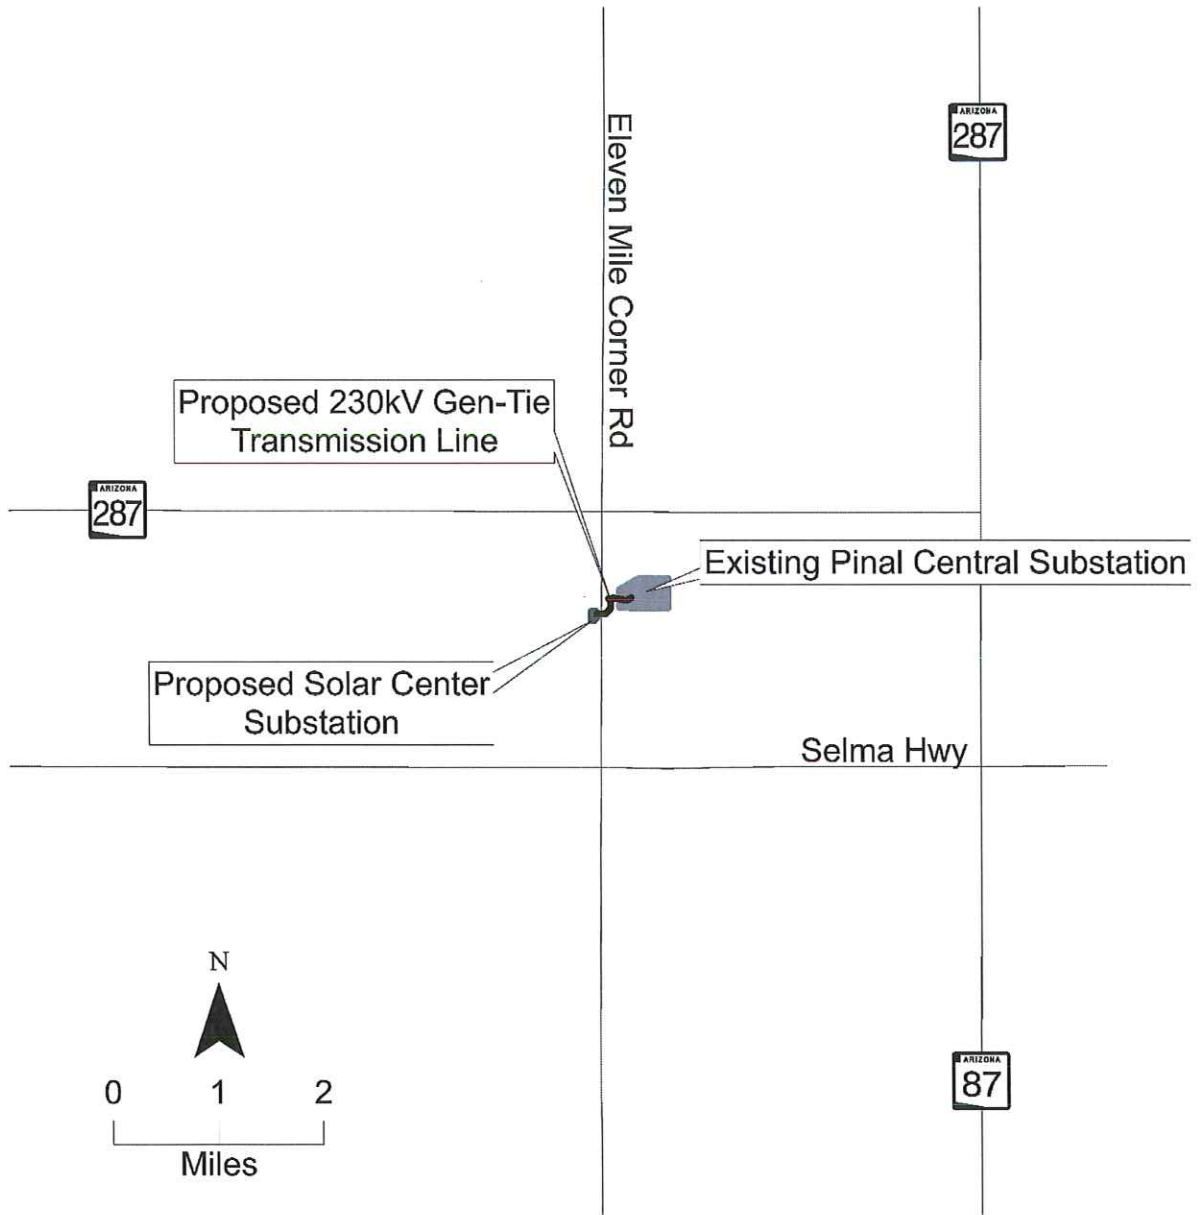 ARIZONA
287
Eleven Mile Corner Rd
Proposed 230kV Gen-Tie
Transmission Line
ARIZONA
287
Existing Pinal Central Substation
Proposed Solar Center
Substation
Selma Hwy
N
0 1 2
Miles
ARIZONA
87